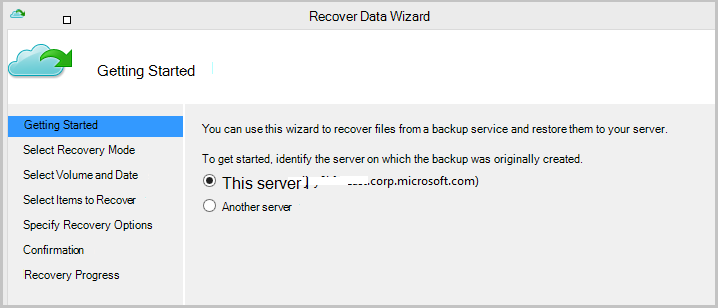 Recover Data Wizard
Getting Started
Getting Started
Select Recovery Mode
Select Volume and Date
Select Items to Recover
Specify Recovery Options
Confirmation
Recovery Progress
You can use this wizard to recover files from a backup service and restore them to your server.
To get started, identify the server on which the backup was originally created.
This server .corp.microsoft.com)
Another server